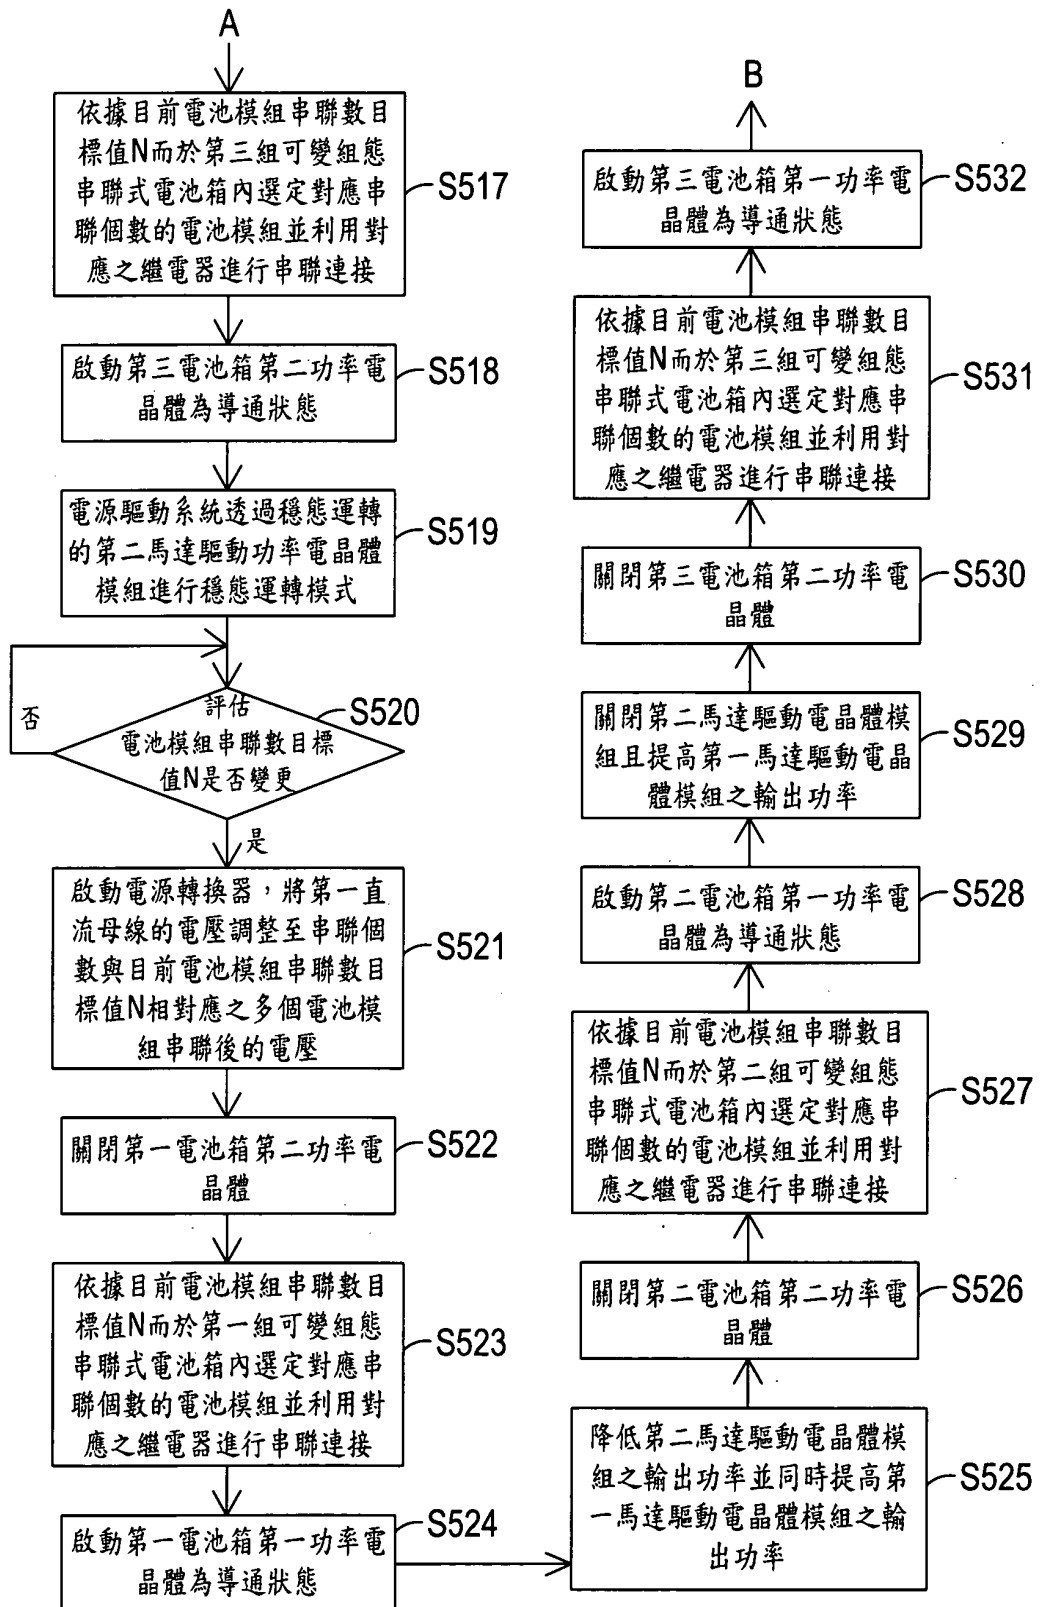 A
依據目前電池模組串聯數目
標值N而於第三組可變組態
串聯式電池箱內選定對應串
聯個數的電池模組並利用對
應之繼電器進行串聯連接
S517
啟動第三電池箱第二功率電
晶體為導通狀態
S518
電源驅動系統透過穩態運轉
的第二馬達驅動功率電晶體
模組進行穩態運轉模式
S519
否
評估
電池模組串聯數目標
值N是否變更
S520
是
啟動電源轉換器，將第一直
流母線的電壓調整至串聯個
數與目前電池模組串聯數目
標值N相對應之多個電池模
組串聯後的電壓
S521
關閉第一電池箱第二功率電
晶體
S522
依據目前電池模組串聯數目
標值N而於第一組可變組態
串聯式電池箱內選定對應串
聯個數的電池模組並利用對
應之繼電器進行串聯連接
S523
啟動第一電池箱第一功率電
晶體為導通狀態
S524
B
啟動第三電池箱第一功率電
晶體為導通狀態
S532
依據目前電池模組串聯數目
標值N而於第三組可變組態
串聯式電池箱內選定對應串
聯個數的電池模組並利用對
應之繼電器進行串聯連接
S531
關閉第三電池箱第二功率電
晶體
S530
關閉第二馬達驅動電晶體模
組且提高第一馬達驅動電晶
體模組之輸出功率
S529
啟動第二電池箱第一功率電
晶體為導通狀態
S528
依據目前電池模組串聯數目
標值N而於第二組可變組態
串聯式電池箱內選定對應串
聯個數的電池模組並利用對
應之繼電器進行串聯連接
S527
關閉第二電池箱第二功率電
晶體
S526
降低第二馬達驅動電晶體模
組之輸出功率並同時提高第
一馬達驅動電晶體模組之輸
出功率
S525